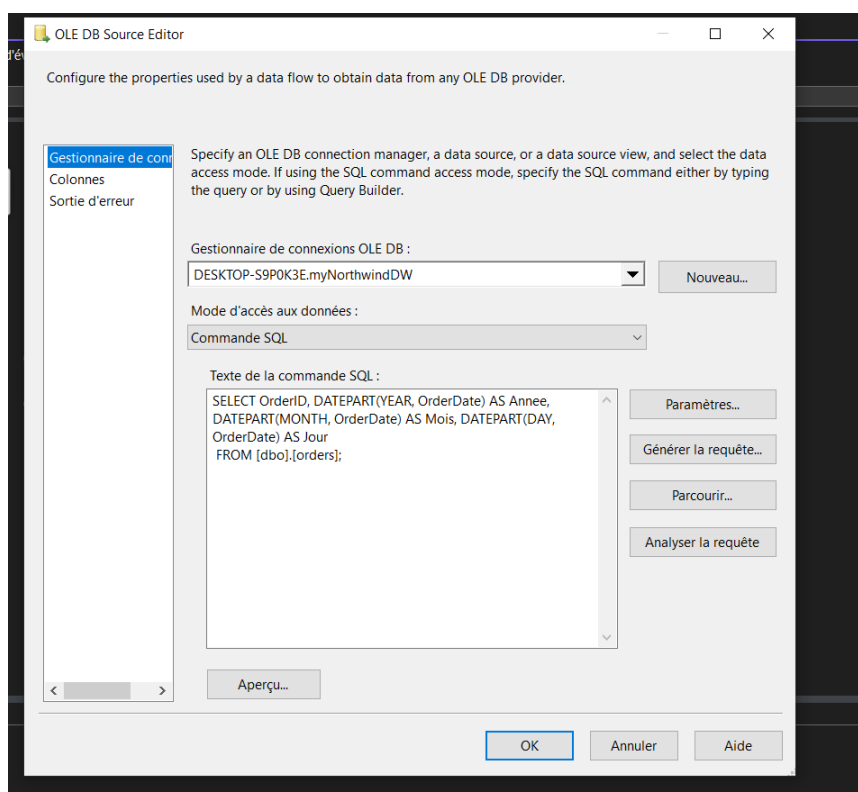 OLE DB Source Editor
d'év
Configure the properties used by a data flow to obtain data from any OLE DB provider.
Gestionnaire de conn
Colonnes
Sortie d'erreur
Specify an OLE DB connection manager, a data source, or a data source view, and select the data
access mode. If using the SQL command access mode, specify the SQL command either by typing
the query or by using Query Builder.
Gestionnaire de connexions OLE DB :
DESKTOP-S9P0K3E.myNorthwindDW
Nouveau...
Mode d'accès aux données :
Commande SQL
Texte de la commande SQL :
SELECT OrderID, DATEPART(YEAR, OrderDate) AS Annee,
DATEPART(MONTH, OrderDate) AS Mois, DATEPART(DAY,
OrderDate) AS Jour
FROM [dbo].[orders];
Paramètres...
Générer la requête...
Parcourir...
Analyser la requête
Aperçu...
OK
Annuler
Aide